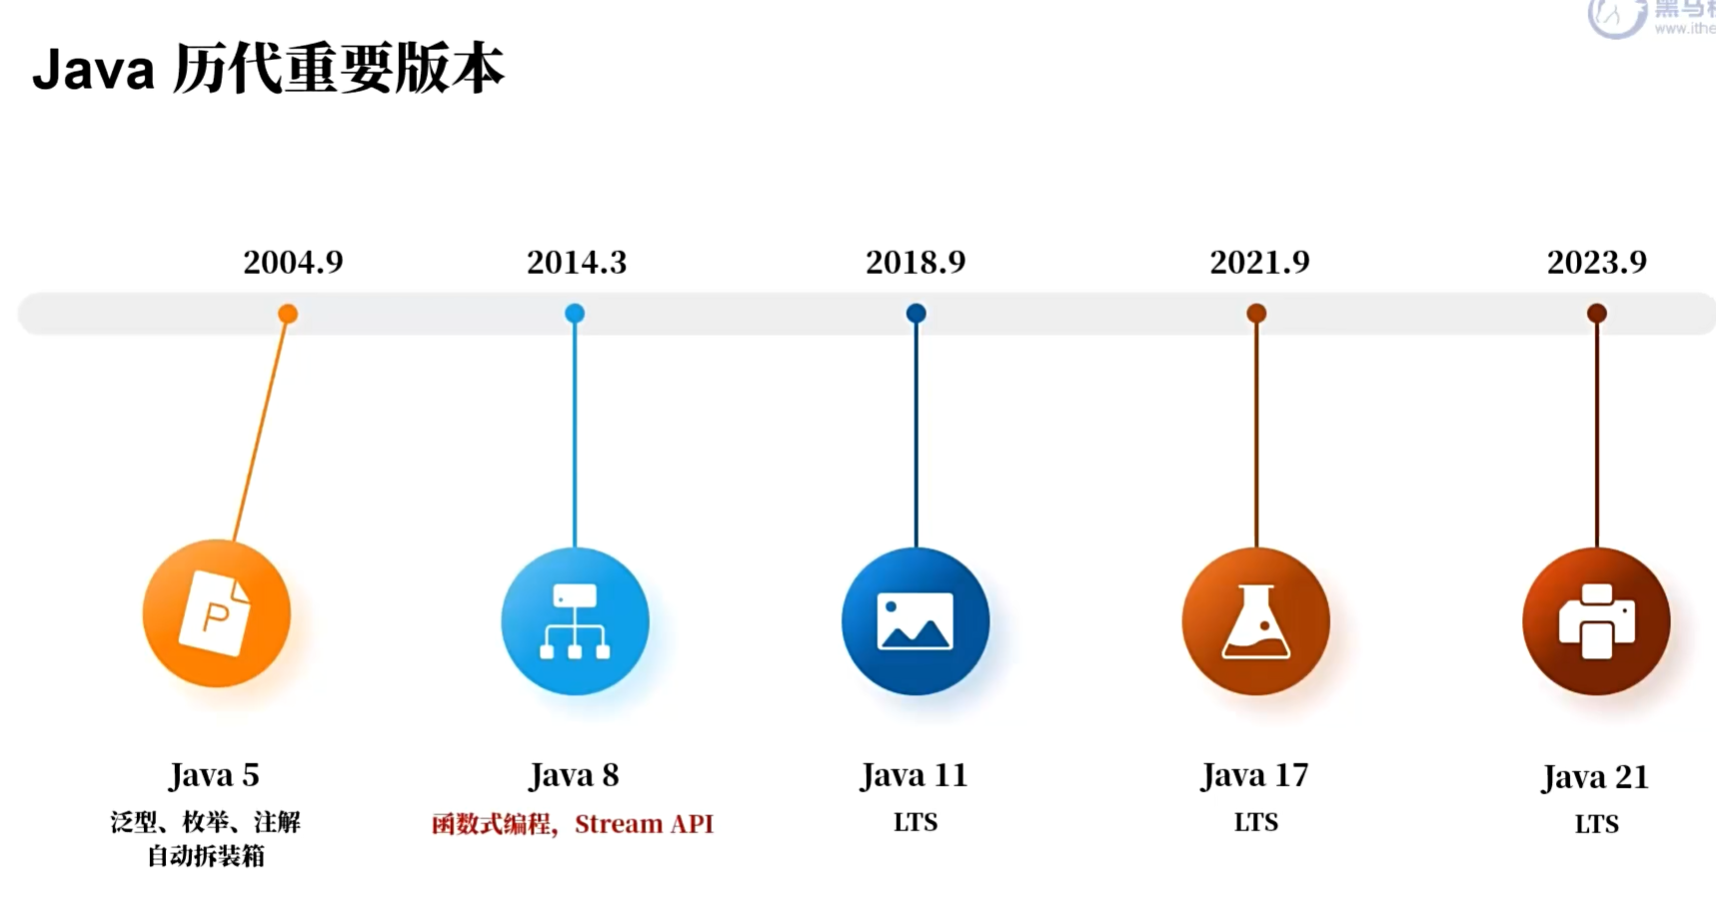 黑马
www.ithe
Java 历代重要版本
2004.9
2014.3
2018.9
2021.9
2023.9
P
Java 5
Java 8
Java 11
Java 17
Java 21
泛型、枚举、注解
自动拆装箱
函数式编程，Stream API
LTS
LTS
LTS